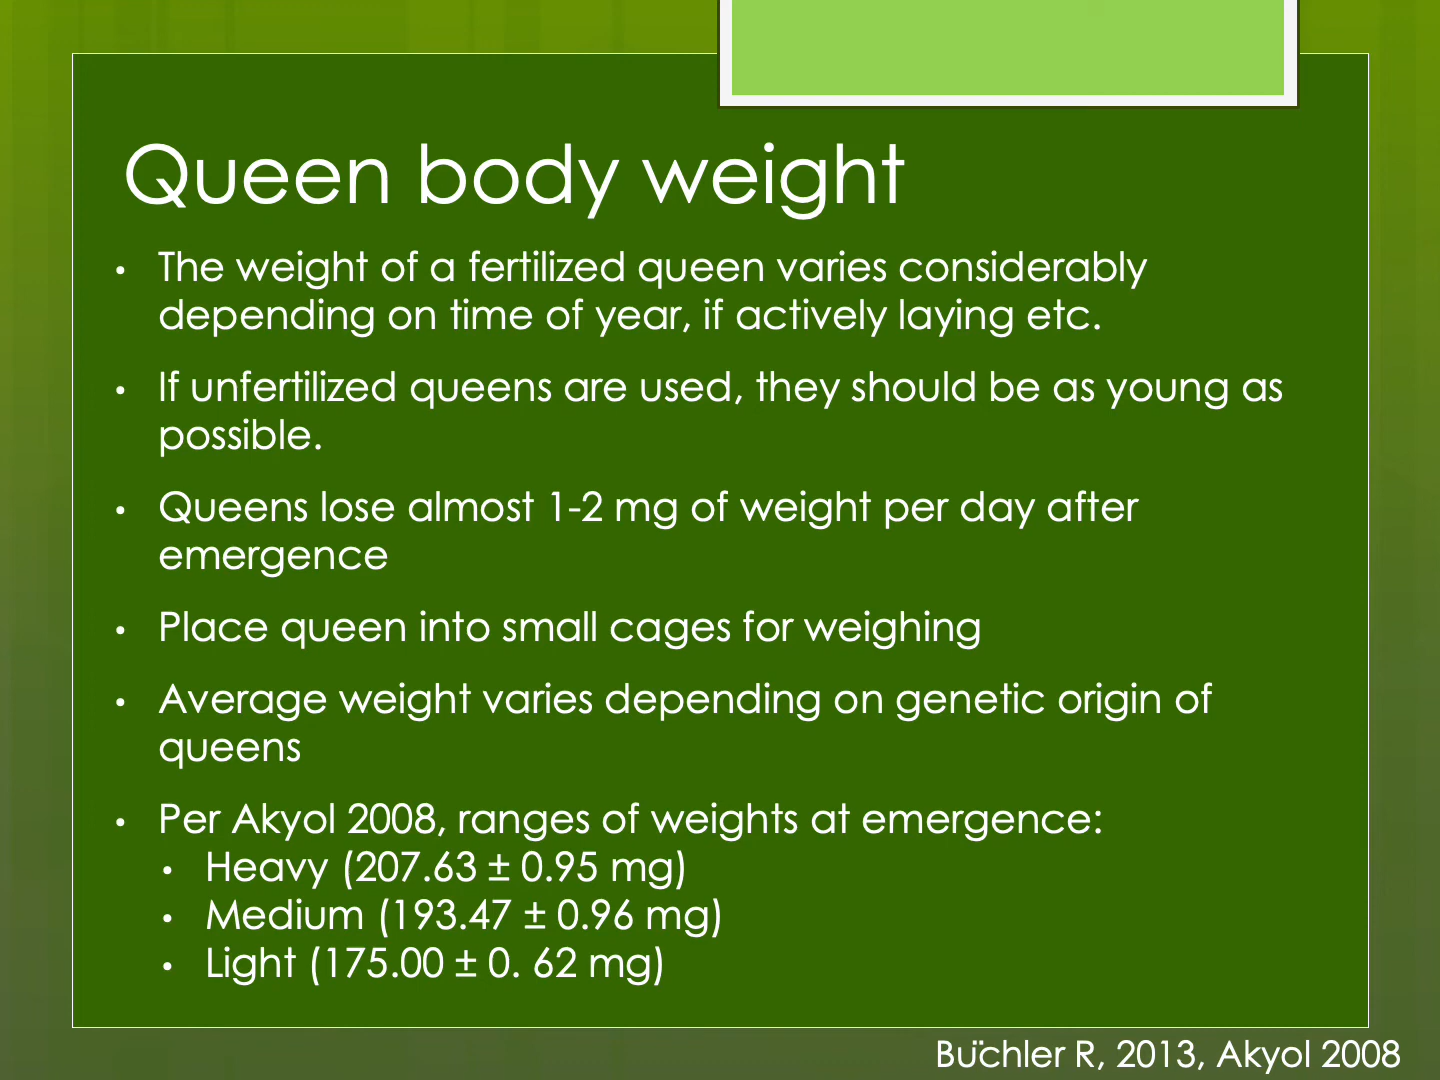 Queen body weight
• The weight of a fertilized queen varies considerably
depending on time of year, if actively laying etc.
• If unfertilized queens are used, they should be as young as
possible.
• Queens lose almost 1-2 mg of weight per day after
emergence
• Place queen into small cages for weighing
• Average weight varies depending on genetic origin of
queens
• Per Akyol 2008, ranges of weights at emergence:
• Heavy (207.63 ± 0.95 mg)
• Medium (193.47 ± 0.96 mg)
• Light (175.00 ± 0. 62 mg)
Büchler R, 2013, Akyol 2008